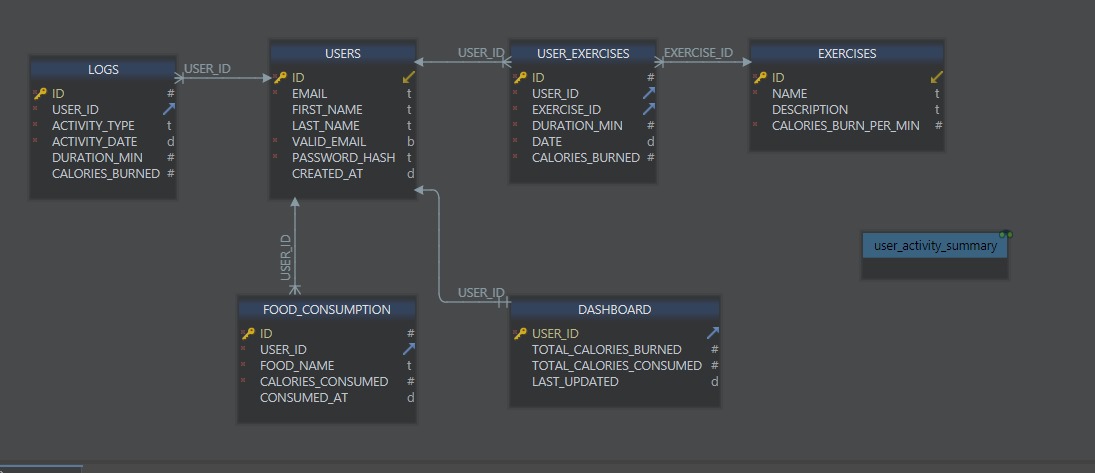 LOGS
ID #
USER_ID
ACTIVITY_TYPE t
ACTIVITY_DATE d
DURATION_MIN #
CALORIES_BURNED #
USER_ID
USERS
ID
EMAIL t
FIRST_NAME t
LAST_NAME t
VALID_EMAIL b
PASSWORD_HASH t
CREATED_AT d
USER_ID
USER_EXERCISES
ID #
USER_ID
EXERCISE_ID
DURATION_MIN #
DATE d
CALORIES_BURNED #
EXERCISE_ID
EXERCISES
ID
NAME t
DESCRIPTION t
CALORIES_BURN_PER_MIN #
user_activity_summary
USER_ID
FOOD_CONSUMPTION
ID #
USER_ID
FOOD_NAME t
CALORIES_CONSUMED #
CONSUMED_AT d
USER_ID
DASHBOARD
USER_ID
TOTAL_CALORIES_BURNED #
TOTAL_CALORIES_CONSUMED #
LAST_UPDATED d